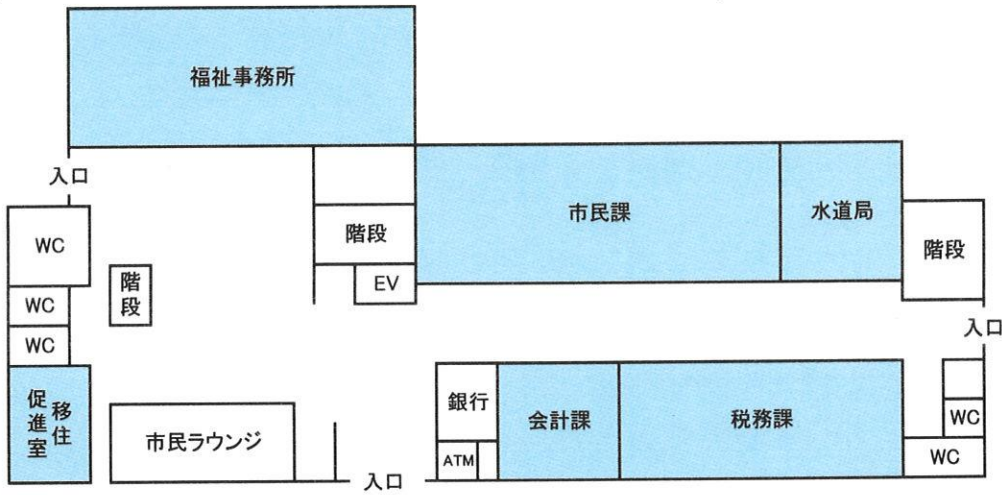 福祉事務所
入口
市民課
水道局
階段
階段
WC
EV
階段
WC
入口
WC
移住
促進室
市民ラウンジ
銀行
会計課
税務課
WC
ATM
WC
入口